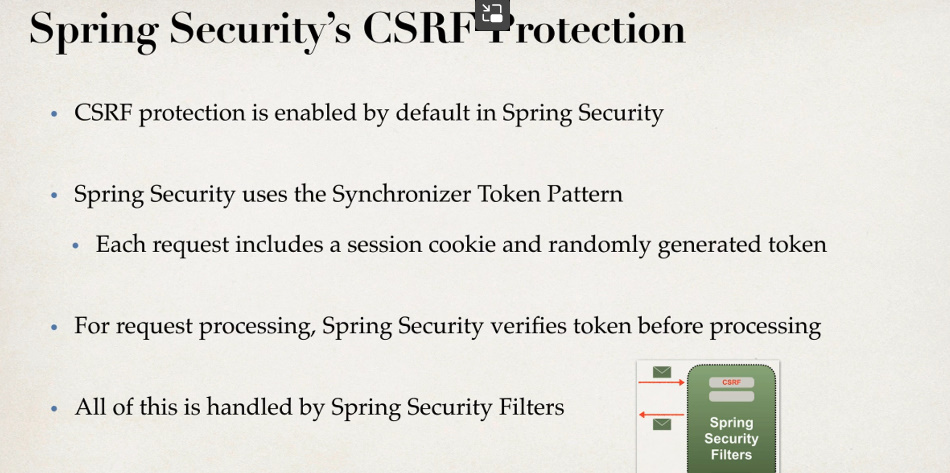 Spring Security's CSRF Protection
• CSRF protection is enabled by default in Spring Security
• Spring Security uses the Synchronizer Token Pattern
• Each request includes a session cookie and randomly generated token
• For request processing, Spring Security verifies token before processing
• All of this is handled by Spring Security Filters
CSRF
Spring
Security
Filters